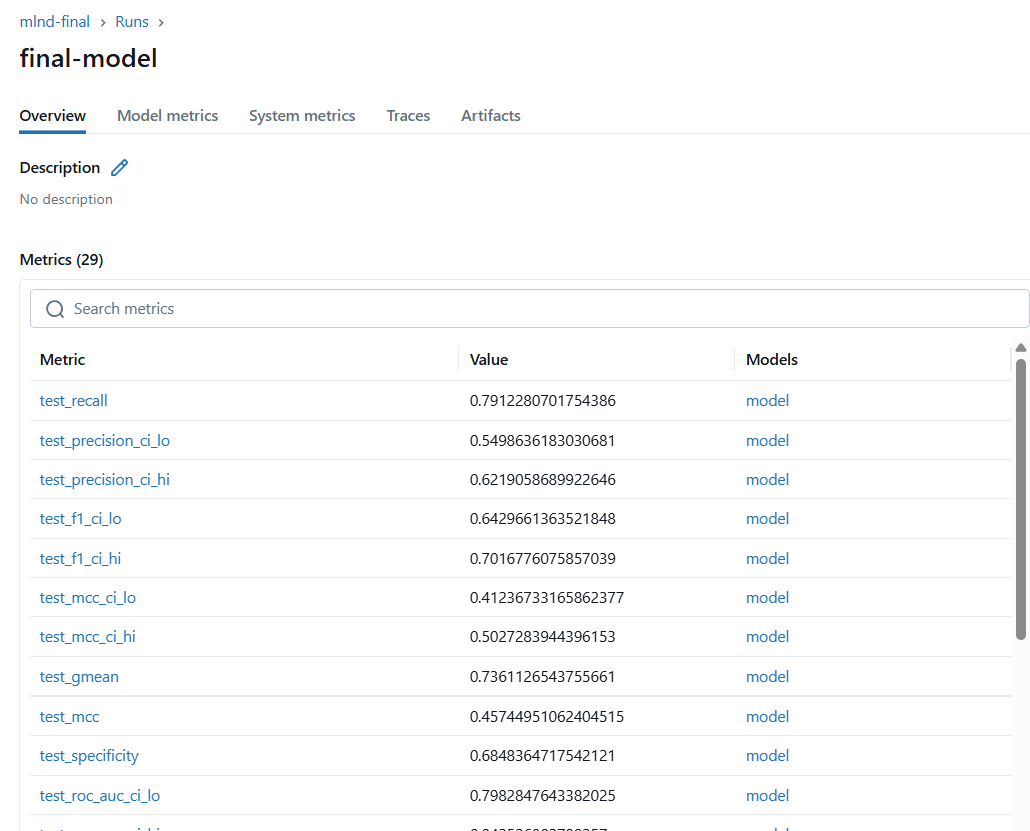 mlnd-final › Runs ›
final-model
Overview Model metrics System metrics Traces Artifacts
Description
No description
Metrics (29)
Search metrics
Metric Value Models
test_recall 0.7912280701754386 model
test_precision_ci_lo 0.5498636183030681 model
test_precision_ci_hi 0.6219058689922646 model
test_f1_ci_lo 0.6429661363521848 model
test_f1_ci_hi 0.7016776075857039 model
test_mcc_ci_lo 0.41236733165862377 model
test_mcc_ci_hi 0.5027283944396153 model
test_gmean 0.7361126543755661 model
test_mcc 0.45744951062404515 model
test_specificity 0.6848364717542121 model
test_roc_auc_ci_lo 0.7982847643382025 model